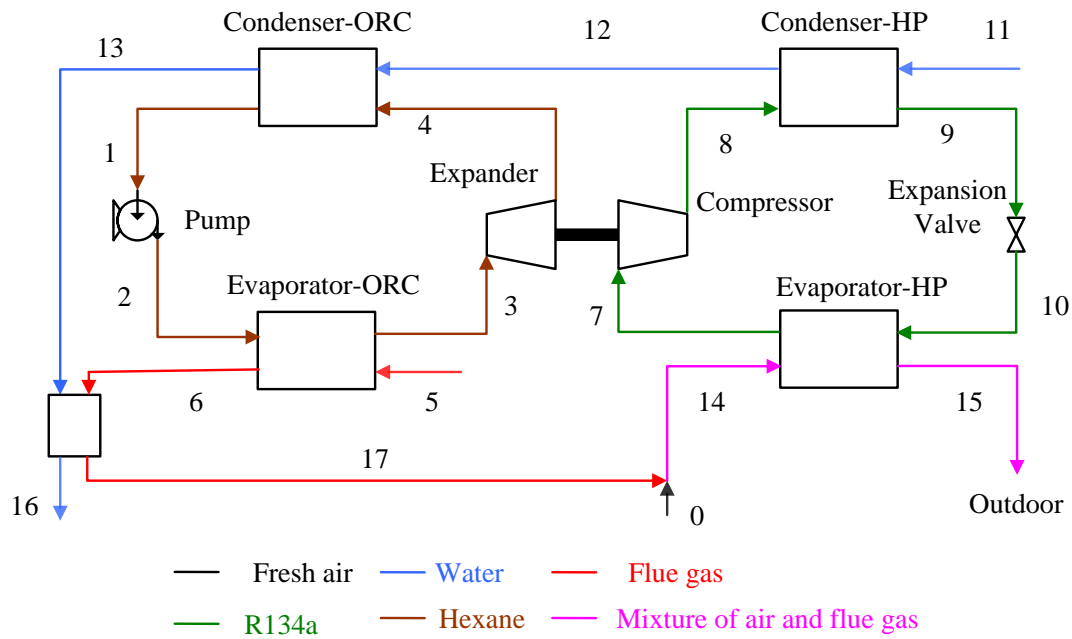 Condenser-ORC
Condenser-HP
13
12
11
4
8
9
1
Expander
Expansion
Valve
Compressor
Pump
Evaporator-ORC
Evaporator-HP
2
3
7
10
6
5
14
15
17
16
0
Outdoor
Fresh air
Water
Flue gas
R134a
Hexane
Mixture of air and flue gas